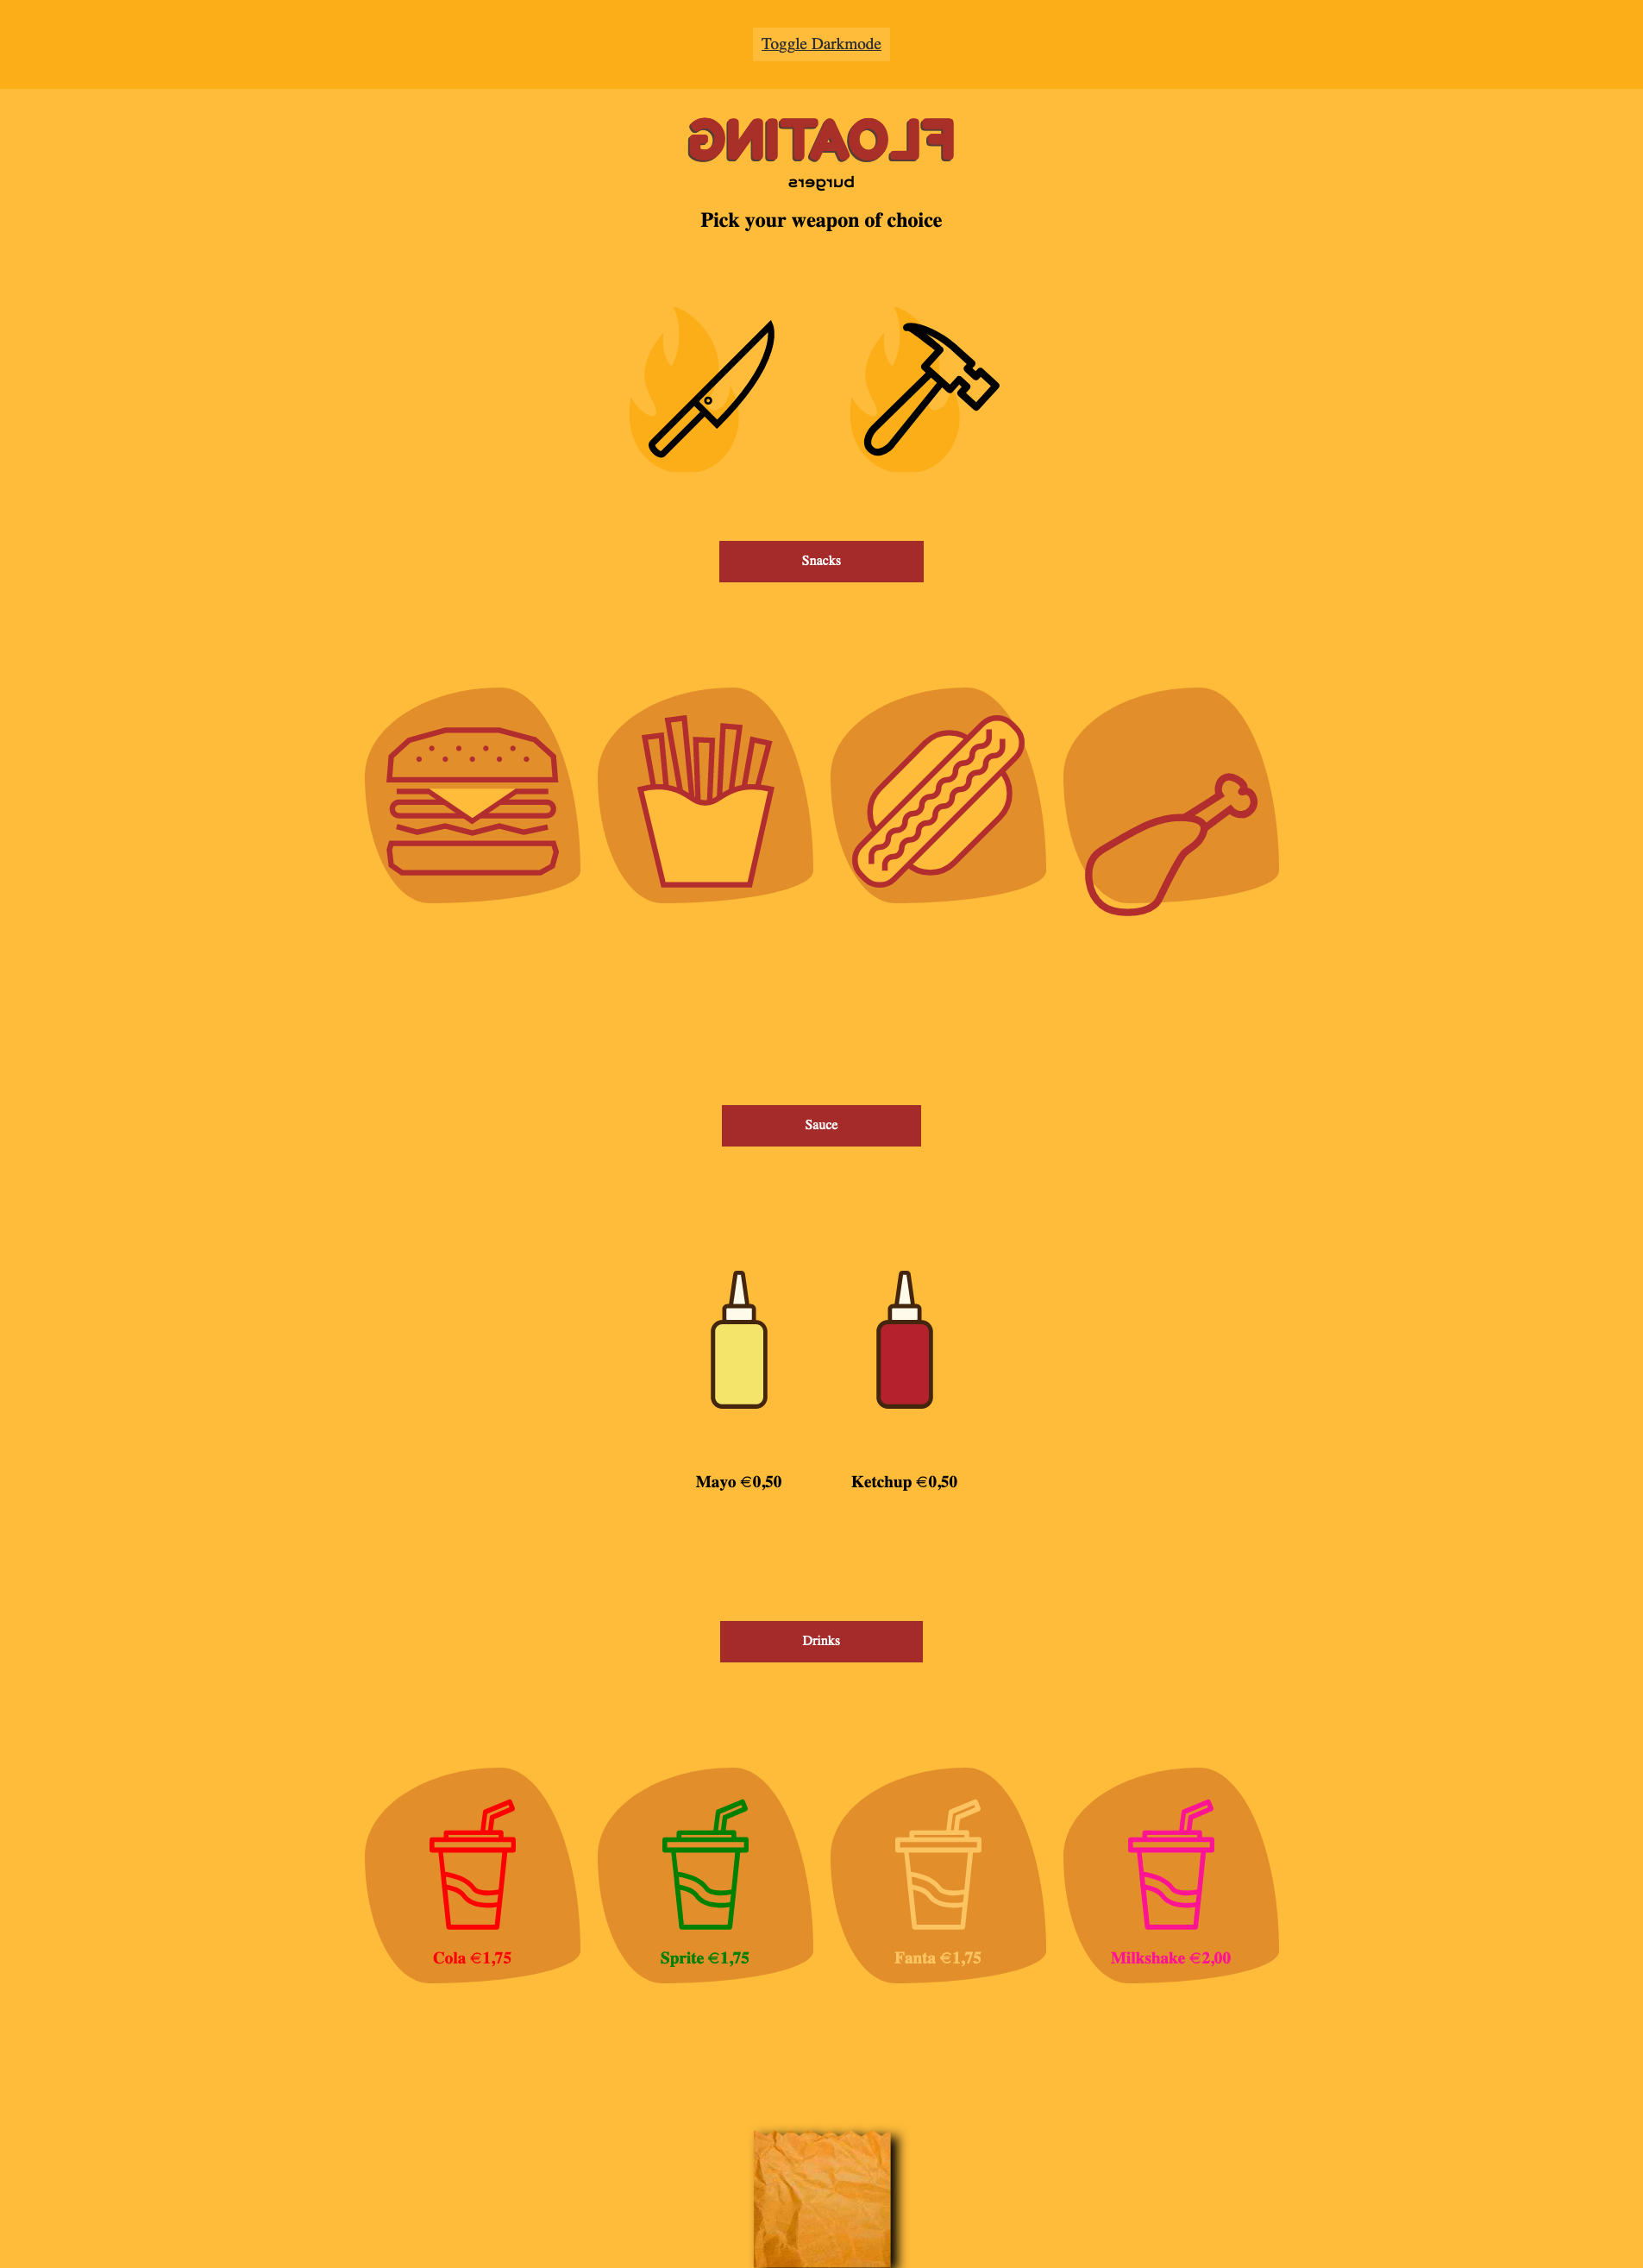 Toggle Darkmode
FLOATING
burgers
Pick your weapon of choice
Snacks
Sauce
Mayo €0,50
Ketchup €0,50
Drinks
Cola €1,75
Sprite €1,75
Fanta €1,75
Milkshake €2,00